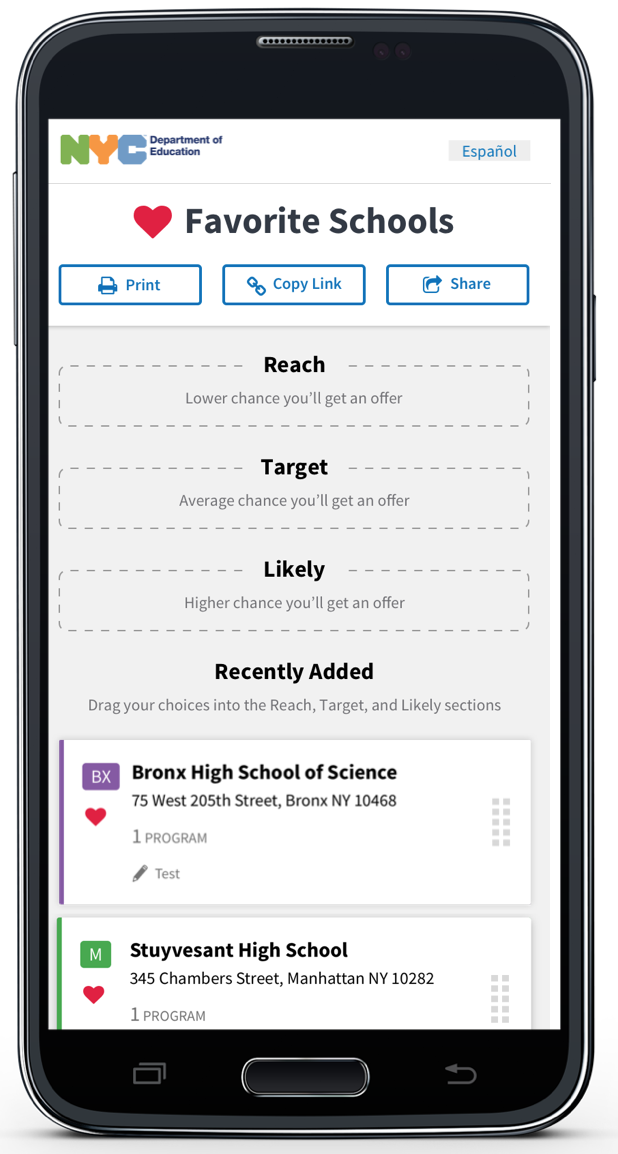 NYC Department of
Education
Español
Favorite Schools
Print
Copy Link
Share
Reach
Lower chance you’ll get an offer
Target
Average chance you’ll get an offer
Likely
Higher chance you’ll get an offer
Recently Added
Drag your choices into the Reach, Target, and Likely sections
BX
Bronx High School of Science
75 West 205th Street, Bronx NY 10468
1 PROGRAM
Test
M
Stuyvesant High School
345 Chambers Street, Manhattan NY 10282
1 PROGRAM